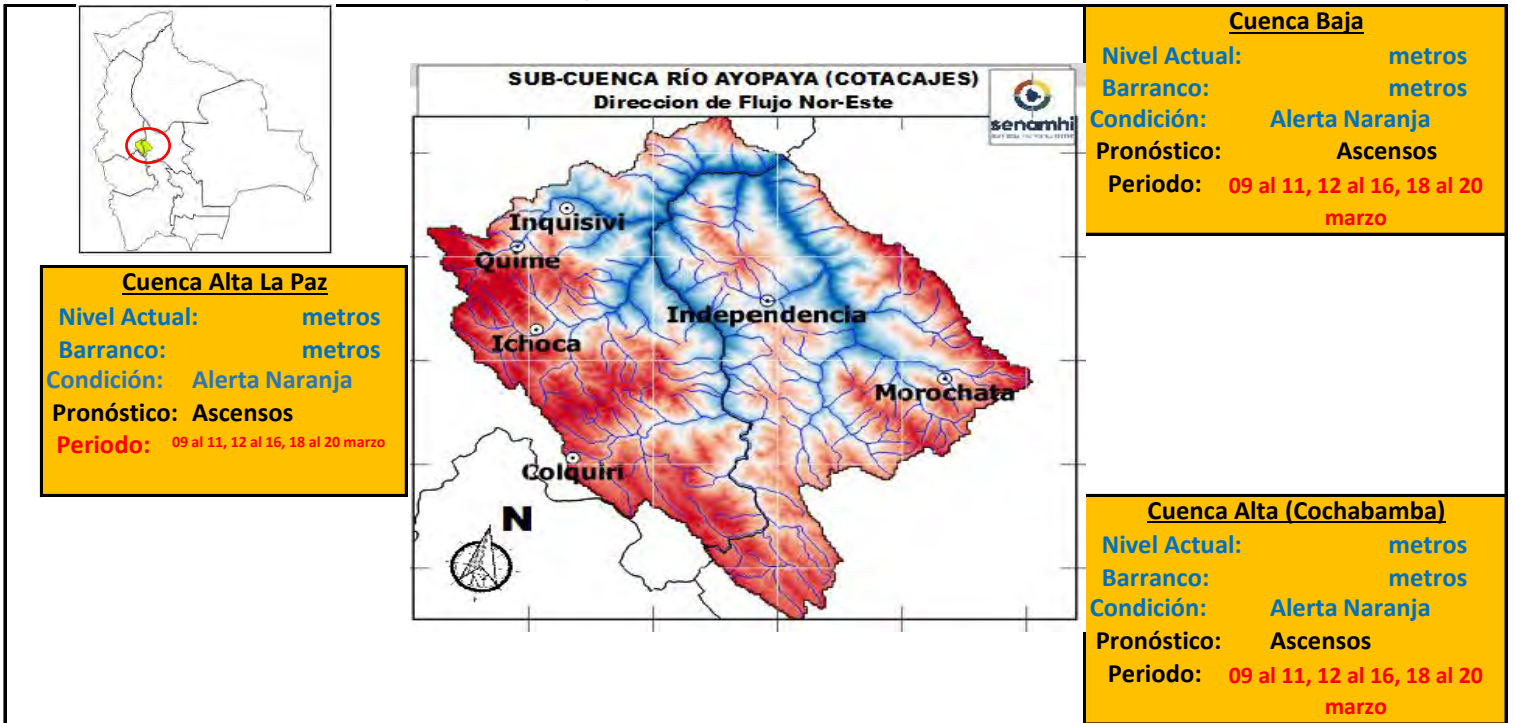 SUB-CUENCA RÍO AYOPAYA (COTACAJES)
Direccion de Flujo Nor-Este
senamhi
Inquisivi
Quime
Independencia
Ichoca
Morochata
Colquiri
N
Cuenca Alta La Paz
Nivel Actual: metros
Barranco: metros
Condición: Alerta Naranja
Pronóstico: Ascensos
Periodo: 09 al 11, 12 al 16, 18 al 20 marzo
Cuenca Baja
Nivel Actual: metros
Barranco: metros
Condición: Alerta Naranja
Pronóstico: Ascensos
Periodo: 09 al 11, 12 al 16, 18 al 20
marzo
Cuenca Alta (Cochabamba)
Nivel Actual: metros
Barranco: metros
Condición: Alerta Naranja
Pronóstico: Ascensos
Periodo: 09 al 11, 12 al 16, 18 al 20
marzo